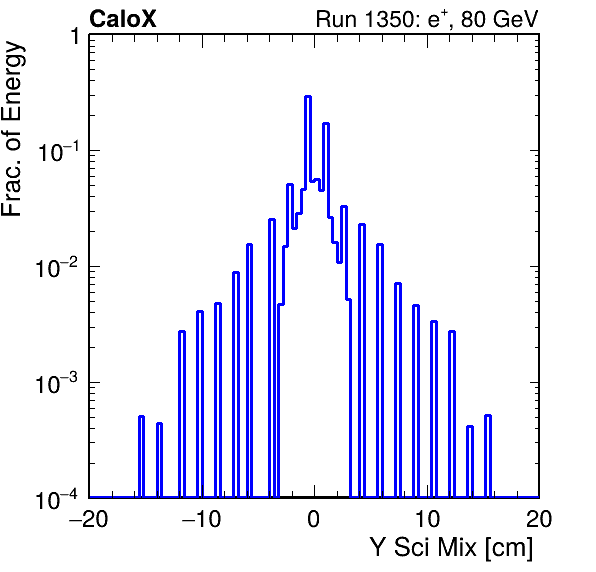 CaloX Run 1350: e⁺, 80 GeV
Frac. of Energy
1
10⁻¹
10⁻²
10⁻³
10⁻⁴
−20 −10 0 10 20
Y Sci Mix [cm]